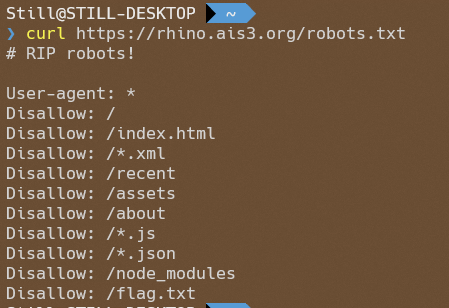 Still@STILL-DESKTOP ~
❯ curl https://rhino.ais3.org/robots.txt
# RIP robots!
User-agent: *
Disallow: /
Disallow: /index.html
Disallow: /*.xml
Disallow: /recent
Disallow: /assets
Disallow: /about
Disallow: /*.js
Disallow: /*.json
Disallow: /node_modules
Disallow: /flag.txt